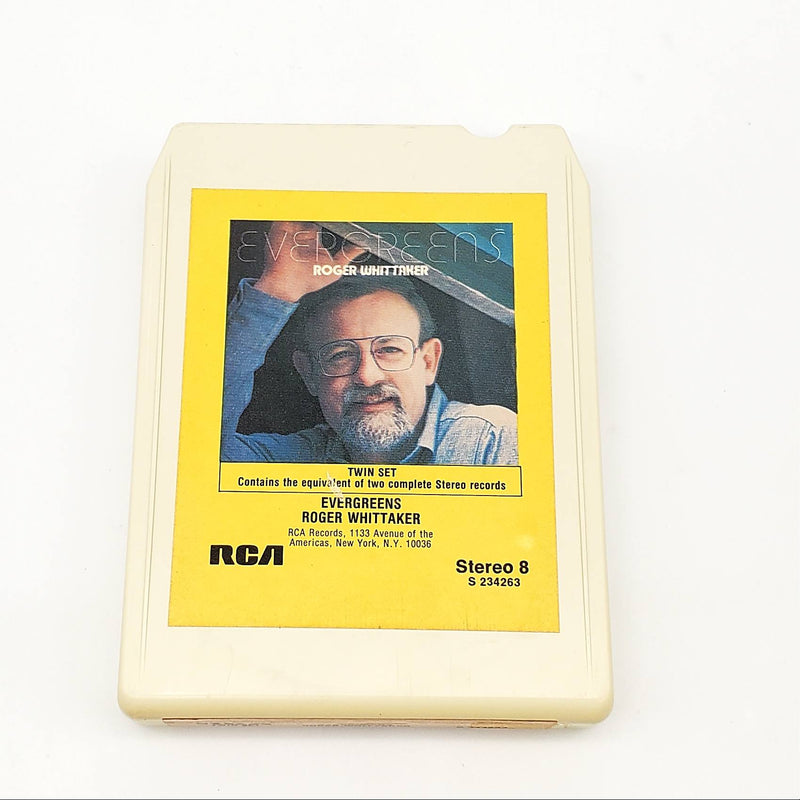 EVERGREENS
ROGER WHITTAKER
TWIN SET
Contains the equivalent of two complete Stereo records
EVERGREENS
ROGER WHITTAKER
RCA Records, 1133 Avenue of the
Americas, New York, N.Y. 10036
RCA
Stereo 8
S 234263